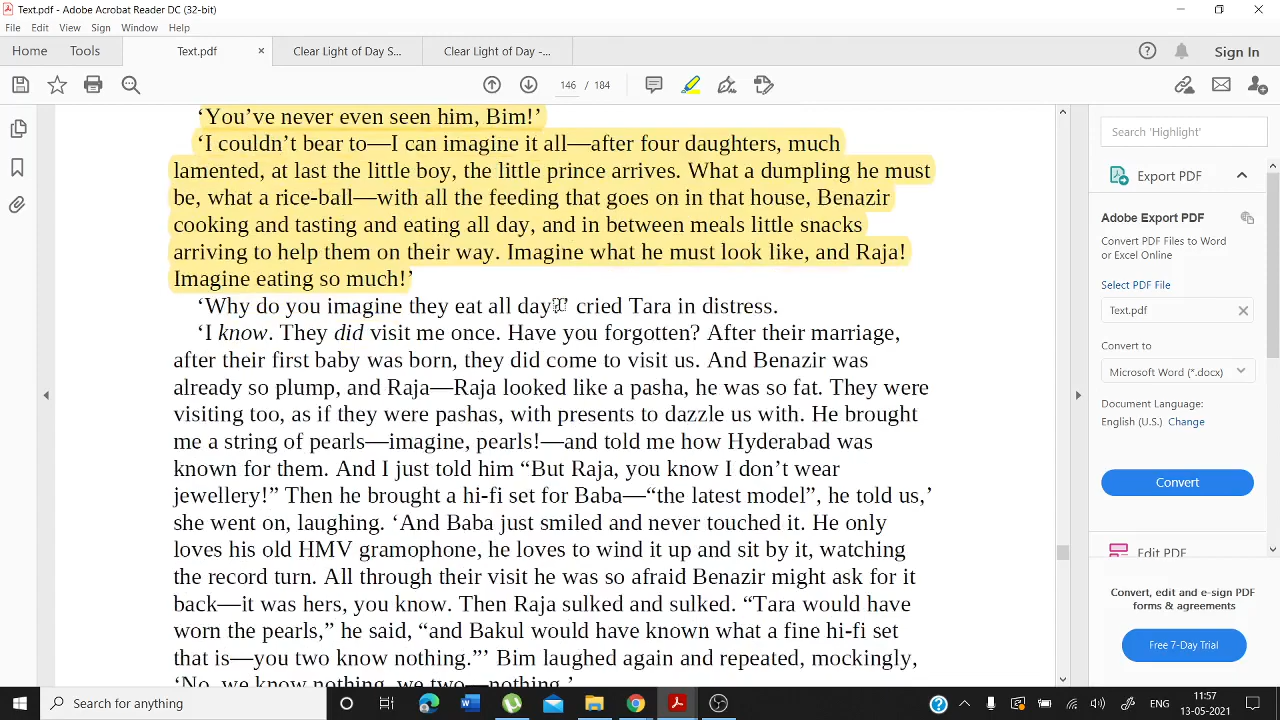 Text.pdf - Adobe Acrobat Reader DC (32-bit)
File Edit View Sign Window Help
Home Tools Text.pdf × Clear Light of Day S... Clear Light of Day -... Sign In
146 / 184
‘You’ve never even seen him, Bim!’
‘I couldn’t bear to—I can imagine it all—after four daughters, much
lamented, at last the little boy, the little prince arrives. What a dumpling he must
be, what a rice-ball—with all the feeding that goes on in that house, Benazir
cooking and tasting and eating all day, and in between meals little snacks
arriving to help them on their way. Imagine what he must look like, and Raja!
Imagine eating so much!’
‘Why do you imagine they eat all day?’ cried Tara in distress.
‘I know. They did visit me once. Have you forgotten? After their marriage,
after their first baby was born, they did come to visit us. And Benazir was
already so plump, and Raja—Raja looked like a pasha, he was so fat. They were
visiting too, as if they were pashas, with presents to dazzle us with. He brought
me a string of pearls—imagine, pearls!—and told me how Hyderabad was
known for them. And I just told him “But Raja, you know I don’t wear
jewellery!” Then he brought a hi-fi set for Baba—“the latest model”, he told us,’
she went on, laughing. ‘And Baba just smiled and never touched it. He only
loves his old HMV gramophone, he loves to wind it up and sit by it, watching
the record turn. All through their visit he was so afraid Benazir might ask for it
back—it was hers, you know. Then Raja sulked and sulked. “Tara would have
worn the pearls,” he said, “and Bakul would have known what a fine hi-fi set
that is—you two know nothing.”’ Bim laughed again and repeated, mockingly,
‘No, we know nothing, we two—nothing.’
Search 'Highlight'
Export PDF
Adobe Export PDF
Convert PDF Files to Word
or Excel Online
Select PDF File
Text.pdf
Convert to
Microsoft Word (*.docx)
Document Language:
English (U.S.) Change
Convert
Edit PDF
Convert, edit and e-sign PDF
forms & agreements
Free 7-Day Trial
Search for anything
ENG
11:57
13-05-2021